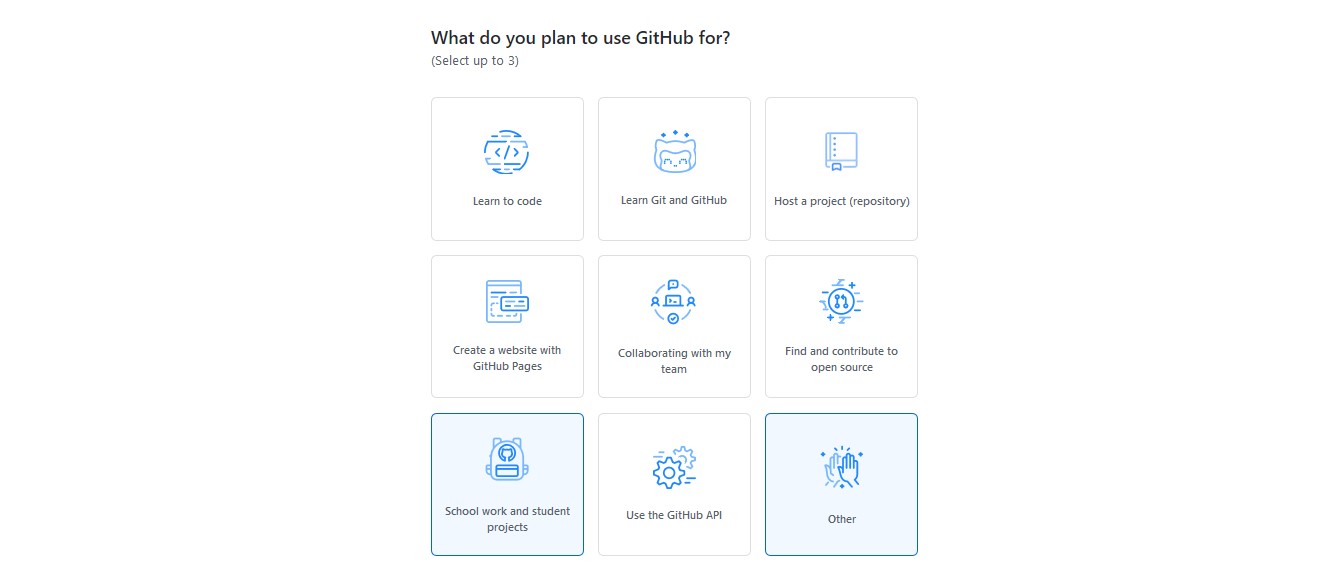 What do you plan to use GitHub for?
(Select up to 3)
Learn to code
Learn Git and GitHub
Host a project (repository)
Create a website with
GitHub Pages
Collaborating with my
team
Find and contribute to
open source
School work and student
projects
Use the GitHub API
Other